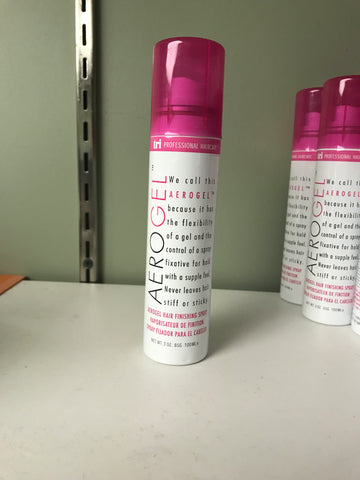 tri PROFESSIONAL HAIRCARE
AEROGEL
We call this
AEROGEL™
because it has
the flexibility
of a gel and the
control of a spray
fixative for hold
with a supple feel.
Never leaves hair
stiff or sticky.
AEROGEL HAIR FINISHING SPRAY
VAPORISATEUR DE FINITION
SPRAY FIJADOR PARA EL CABELLO
NET WT. 3 OZ. 85G 100ML